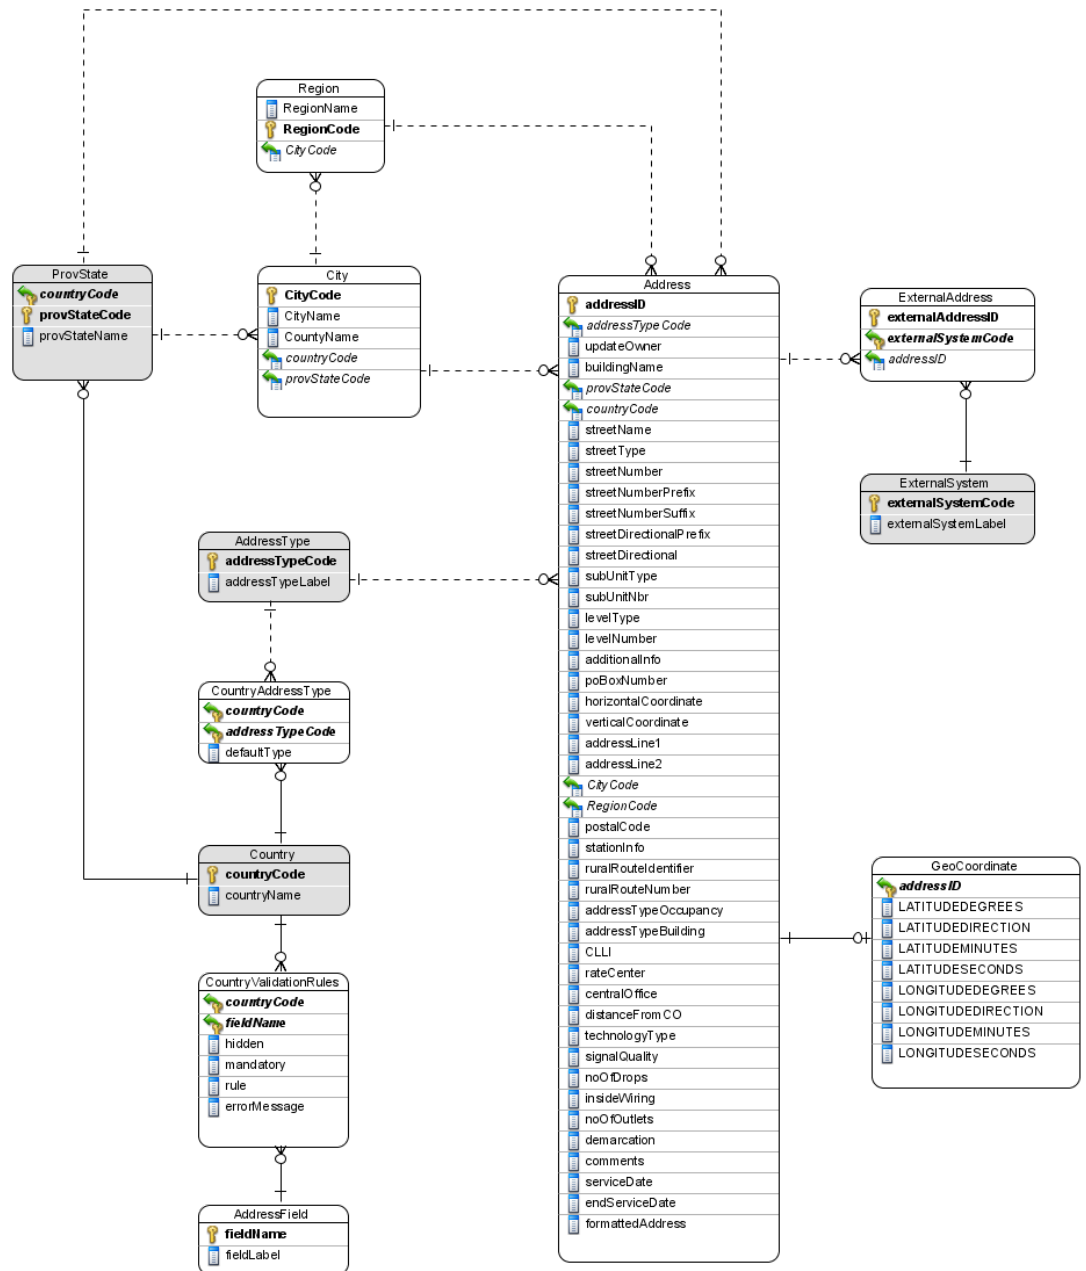 Region
RegionName
RegionCode
CityCode
ProvState
countryCode
provStateCode
provStateName
City
CityCode
CityName
CountyName
countryCode
provStateCode
Address
addressID
addressTypeCode
updateOwner
buildingName
provStateCode
countryCode
streetName
streetType
streetNumber
streetNumberPrefix
streetNumberSuffix
streetDirectionalPrefix
streetDirectional
subUnitType
subUnitNbr
levelType
levelNumber
additionalInfo
poBoxNumber
horizontalCoordinate
verticalCoordinate
addressLine1
addressLine2
CityCode
RegionCode
postalCode
stationInfo
ruralRouteIdentifier
ruralRouteNumber
addressTypeOccupancy
addressTypeBuilding
CLLI
rateCenter
centralOffice
distanceFromCO
technologyType
signalQuality
noOfDrops
insideWiring
noOfOutlets
demarcation
comments
serviceDate
endServiceDate
formattedAddress
ExternalAddress
externalAddressID
externalSystemCode
addressID
ExternalSystem
externalSystemCode
externalSystemLabel
AddressType
addressTypeCode
addressTypeLabel
CountryAddressType
countryCode
addressTypeCode
defaultType
Country
countryCode
countryName
CountryValidationRules
countryCode
fieldName
hidden
mandatory
rule
errorMessage
AddressField
fieldName
fieldLabel
GeoCoordinate
addressID
LATITUDEDEGREES
LATITUDEDIRECTION
LATITUDEMINUTES
LATITUDESECONDS
LONGITUDEDEGREES
LONGITUDEDIRECTION
LONGITUDEMINUTES
LONGITUDESECONDS